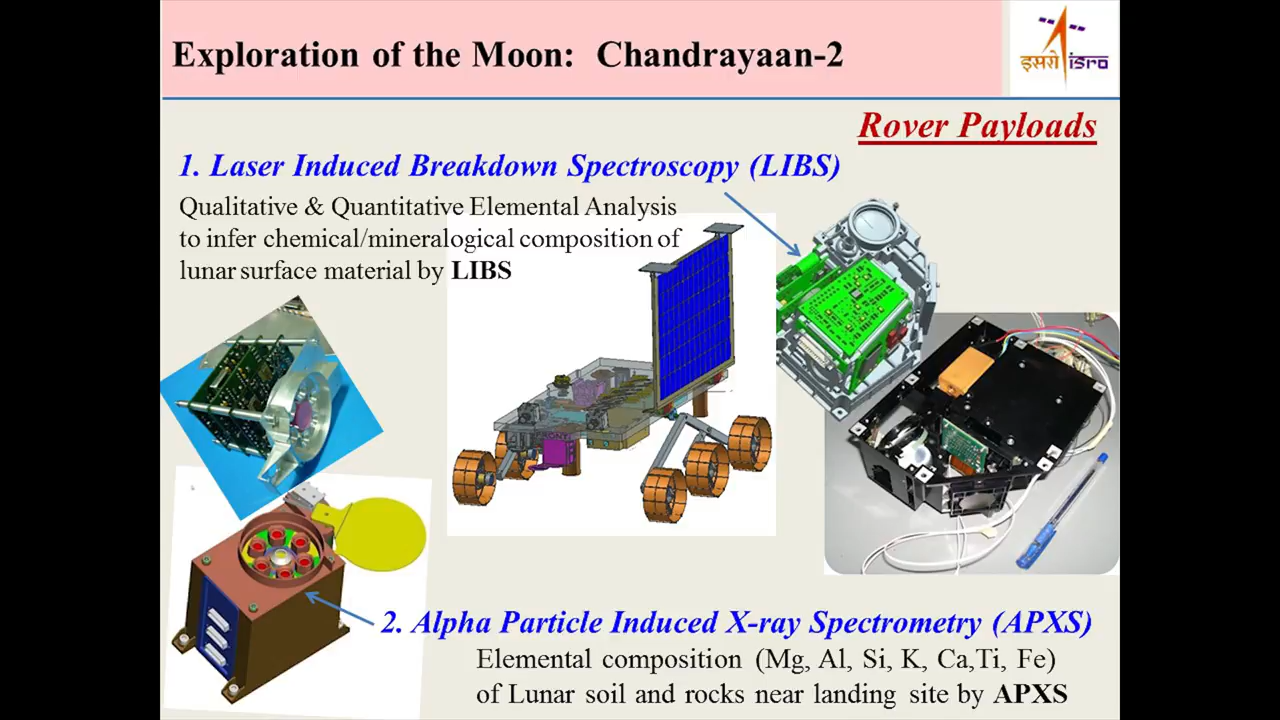 Exploration of the Moon: Chandrayaan-2
इसरो isro
Rover Payloads
1. Laser Induced Breakdown Spectroscopy (LIBS)
Qualitative & Quantitative Elemental Analysis
to infer chemical/mineralogical composition of
lunar surface material by LIBS
2. Alpha Particle Induced X-ray Spectrometry (APXS)
Elemental composition (Mg, Al, Si, K, Ca,Ti, Fe)
of Lunar soil and rocks near landing site by APXS